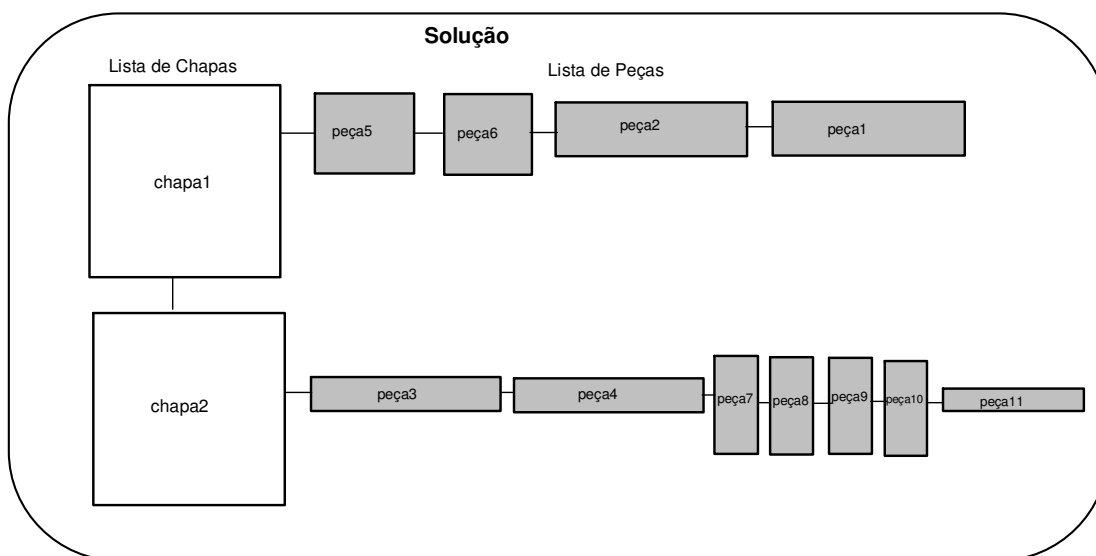 Solução
Lista de Chapas
Lista de Peças
peça5
peça6
peça2
peça1
chapa1
chapa2
peça3
peça4
peça7
peça8
peça9
peça10
peça11